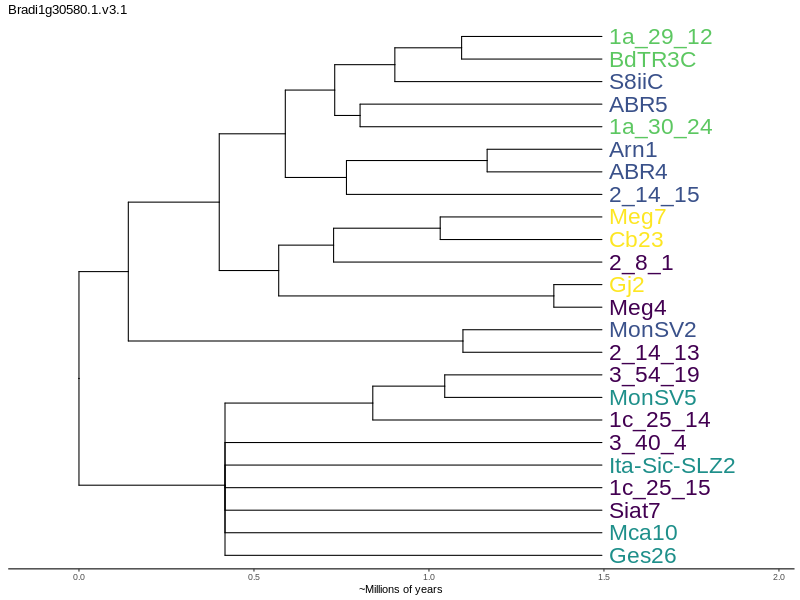 Bradi1g30580.1.v3.1
1a_29_12
BdTR3C
S8iiC
ABR5
1a_30_24
Arn1
ABR4
2_14_15
Meg7
Cb23
2_8_1
Gj2
Meg4
MonSV2
2_14_13
3_54_19
MonSV5
1c_25_14
3_40_4
Ita-Sic-SLZ2
1c_25_15
Siat7
Mca10
Ges26
0.0 0.5 1.0 1.5 2.0
~Millions of years